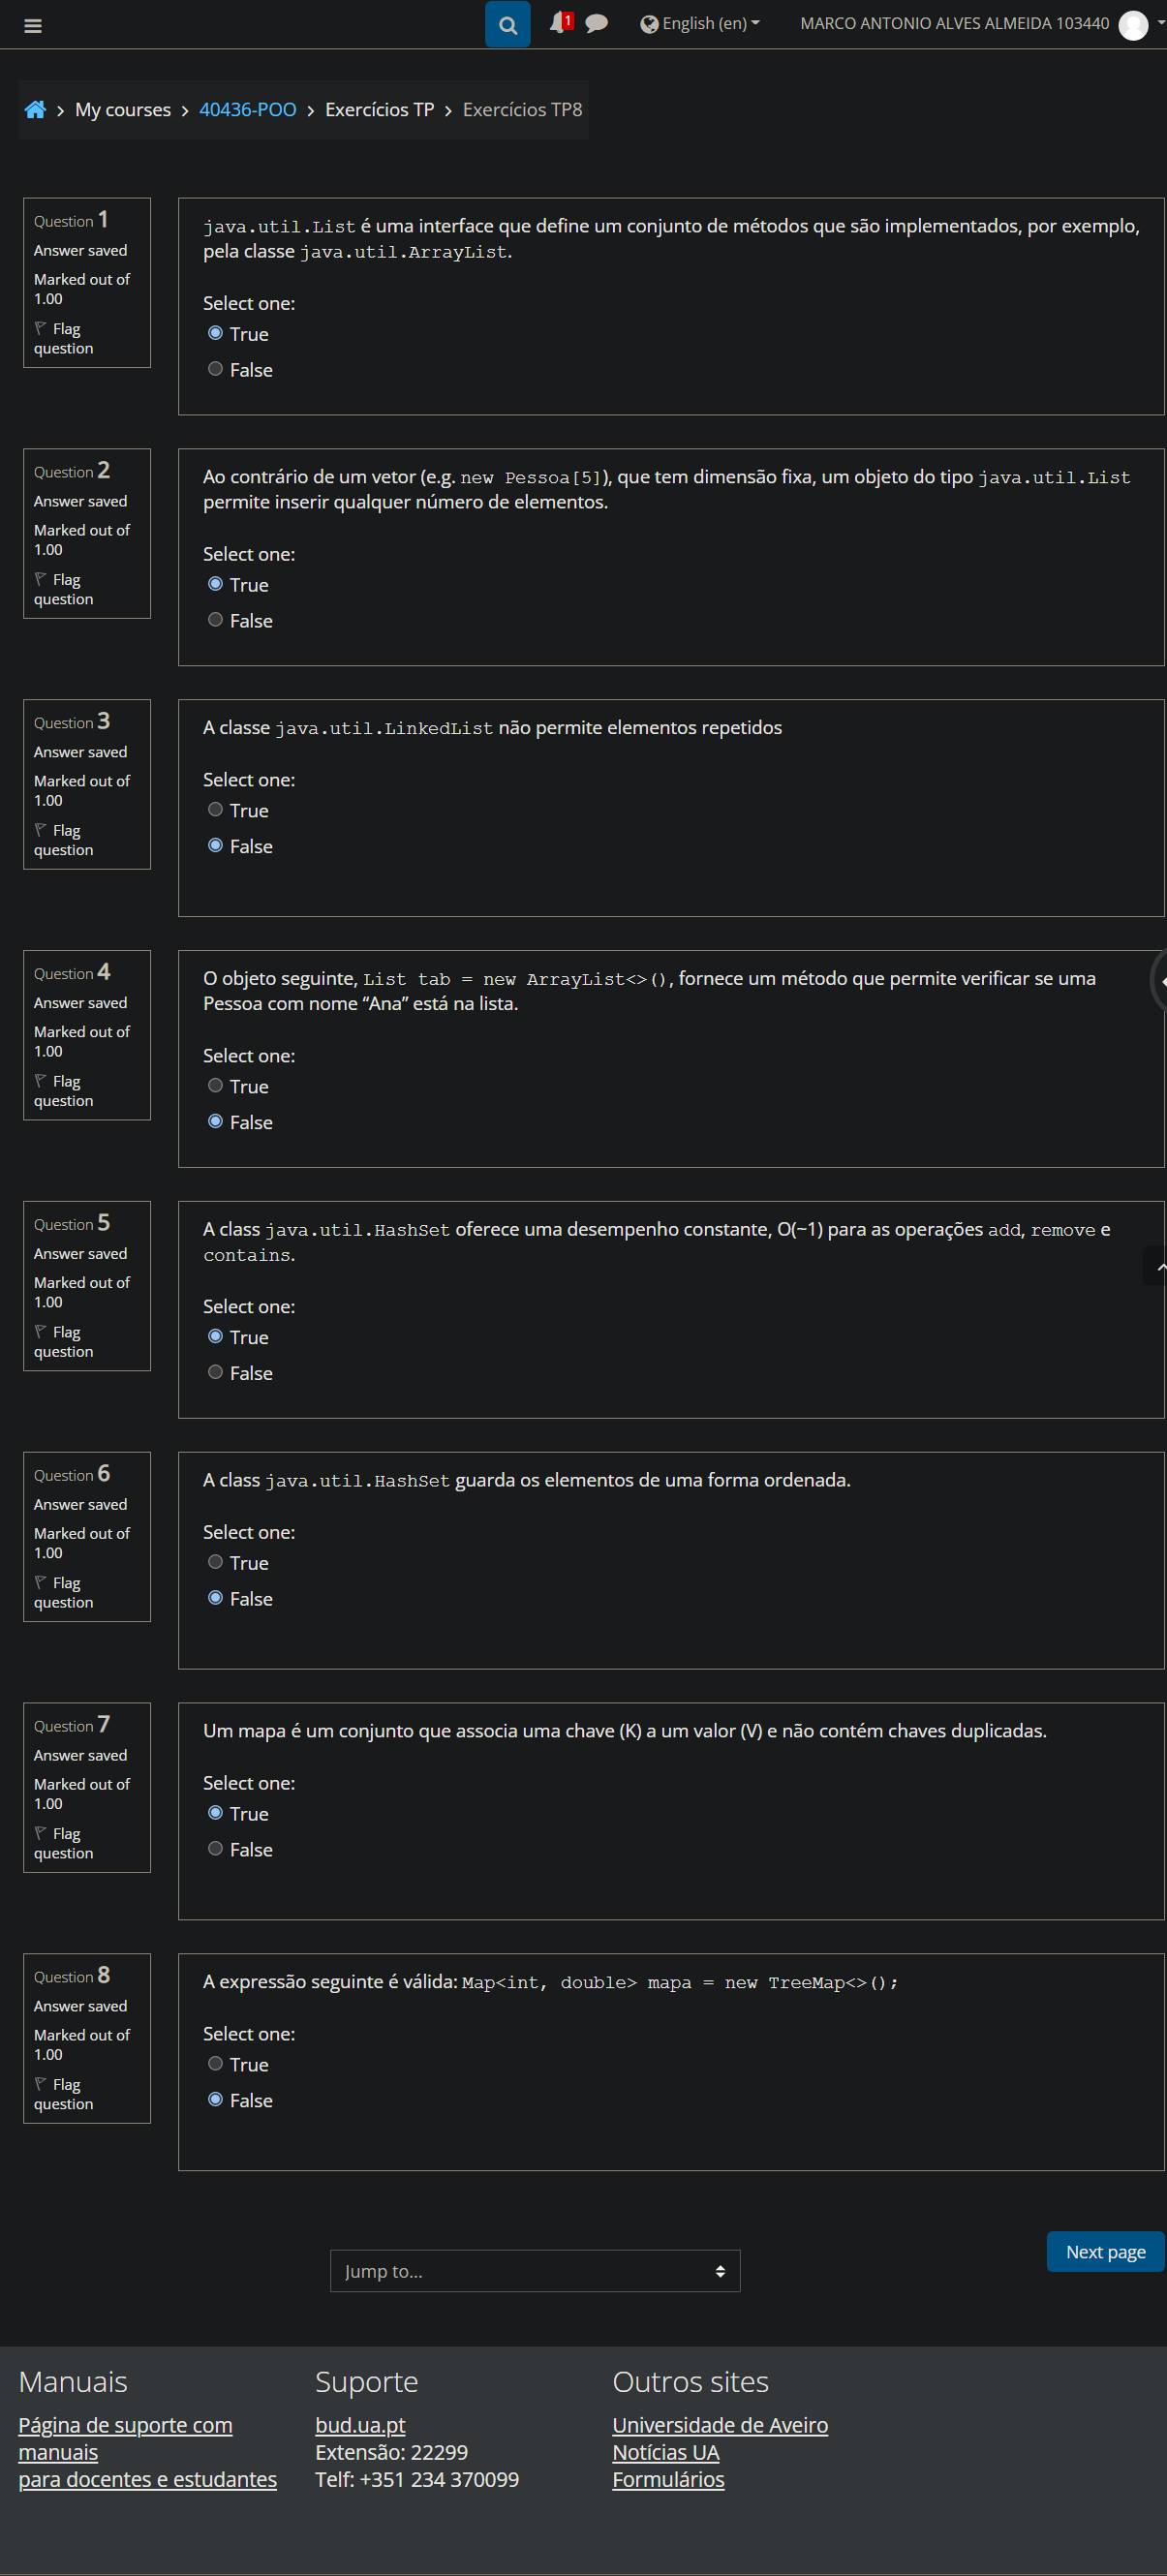 1
English (en)
MARCO ANTONIO ALVES ALMEIDA 103440
My courses
40436-POO
Exercícios TP
Exercícios TP8
Question 1
Answer saved
Marked out of
1.00
Flag
question
java.util.List é uma interface que define um conjunto de métodos que são implementados, por exemplo,
pela classe java.util.ArrayList.
Select one:
True
False
Question 2
Answer saved
Marked out of
1.00
Flag
question
Ao contrário de um vetor (e.g. new Pessoa[5]), que tem dimensão fixa, um objeto do tipo java.util.List
permite inserir qualquer número de elementos.
Select one:
True
False
Question 3
Answer saved
Marked out of
1.00
Flag
question
A classe java.util.LinkedList não permite elementos repetidos
Select one:
True
False
Question 4
Answer saved
Marked out of
1.00
Flag
question
O objeto seguinte, List tab = new ArrayList<>(), fornece um método que permite verificar se uma
Pessoa com nome “Ana” está na lista.
Select one:
True
False
Question 5
Answer saved
Marked out of
1.00
Flag
question
A class java.util.HashSet oferece uma desempenho constante, O(~1) para as operações add, remove e
contains.
Select one:
True
False
Question 6
Answer saved
Marked out of
1.00
Flag
question
A class java.util.HashSet guarda os elementos de uma forma ordenada.
Select one:
True
False
Question 7
Answer saved
Marked out of
1.00
Flag
question
Um mapa é um conjunto que associa uma chave (K) a um valor (V) e não contém chaves duplicadas.
Select one:
True
False
Question 8
Answer saved
Marked out of
1.00
Flag
question
A expressão seguinte é válida: Map<int, double> mapa = new TreeMap<>();
Select one:
True
False
Jump to...
Next page
Manuais
Página de suporte com
manuais
para docentes e estudantes
Suporte
bud.ua.pt
Extensão: 22299
Telf: +351 234 370099
Outros sites
Universidade de Aveiro
Notícias UA
Formulários